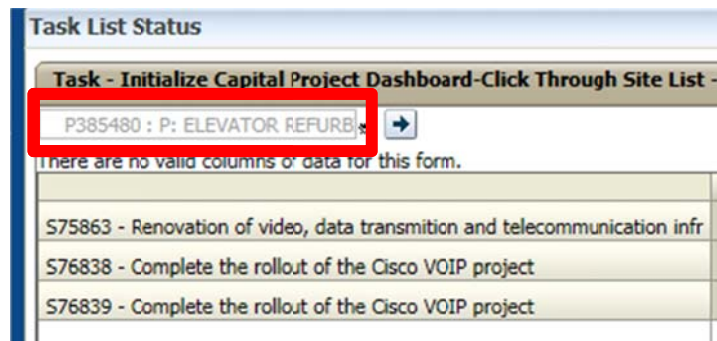 Task List Status
Task - Initialize Capital Project Dashboard-Click Through Site List -
P385480 : P: ELEVATOR REFURB
There are no valid columns of data for this form.
S75863 - Renovation of video, data transmition and telecommunication infr
S76838 - Complete the rollout of the Cisco VOIP project
S76839 - Complete the rollout of the Cisco VOIP project